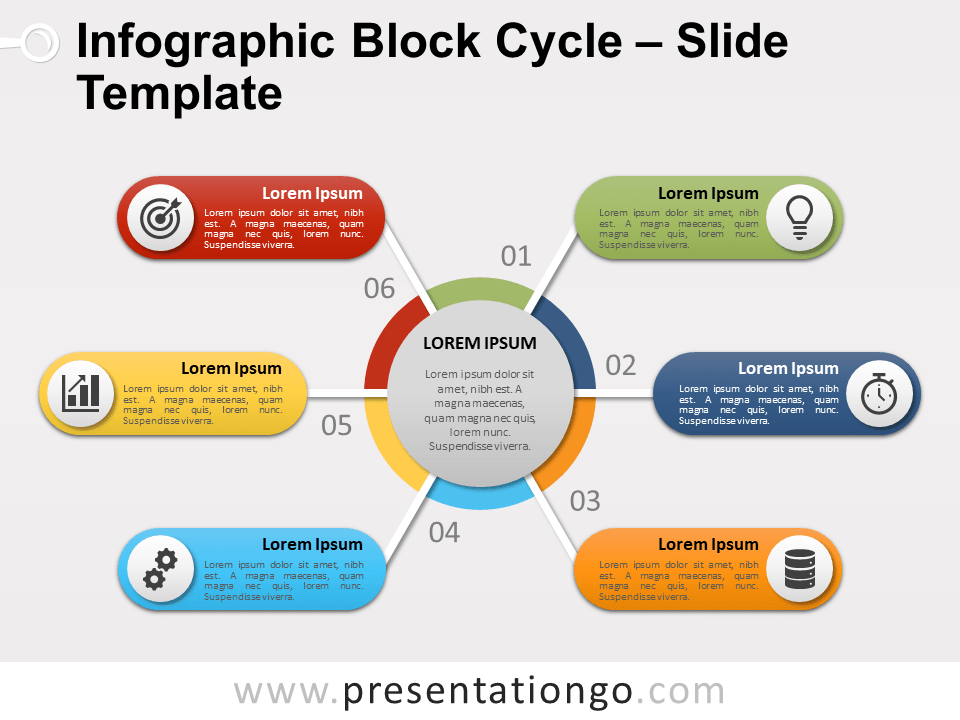 Infographic Block Cycle – Slide
Template
Lorem Ipsum
Lorem ipsum dolor sit amet, nibh
est. A magna maecenas, quam
magna nec quis, lorem nunc.
Suspendisse viverra.
Lorem Ipsum
Lorem ipsum dolor sit amet, nibh
est. A magna maecenas, quam
magna nec quis, lorem nunc.
Suspendisse viverra.
01
06
LOREM IPSUM
Lorem ipsum dolor sit
amet, nibh est. A
magna maecenas,
quam magna nec quis,
lorem nunc.
Suspendisse viverra.
Lorem Ipsum
Lorem ipsum dolor sit amet, nibh
est. A magna maecenas, quam
magna nec quis, lorem nunc.
Suspendisse viverra.
02
Lorem Ipsum
Lorem ipsum dolor sit amet, nibh
est. A magna maecenas, quam
magna nec quis, lorem nunc.
Suspendisse viverra.
05
03
04
Lorem Ipsum
Lorem ipsum dolor sit amet, nibh
est. A magna maecenas, quam
magna nec quis, lorem nunc.
Suspendisse viverra.
Lorem Ipsum
Lorem ipsum dolor sit amet, nibh
est. A magna maecenas, quam
magna nec quis, lorem nunc.
Suspendisse viverra.
www.presentationgo.com